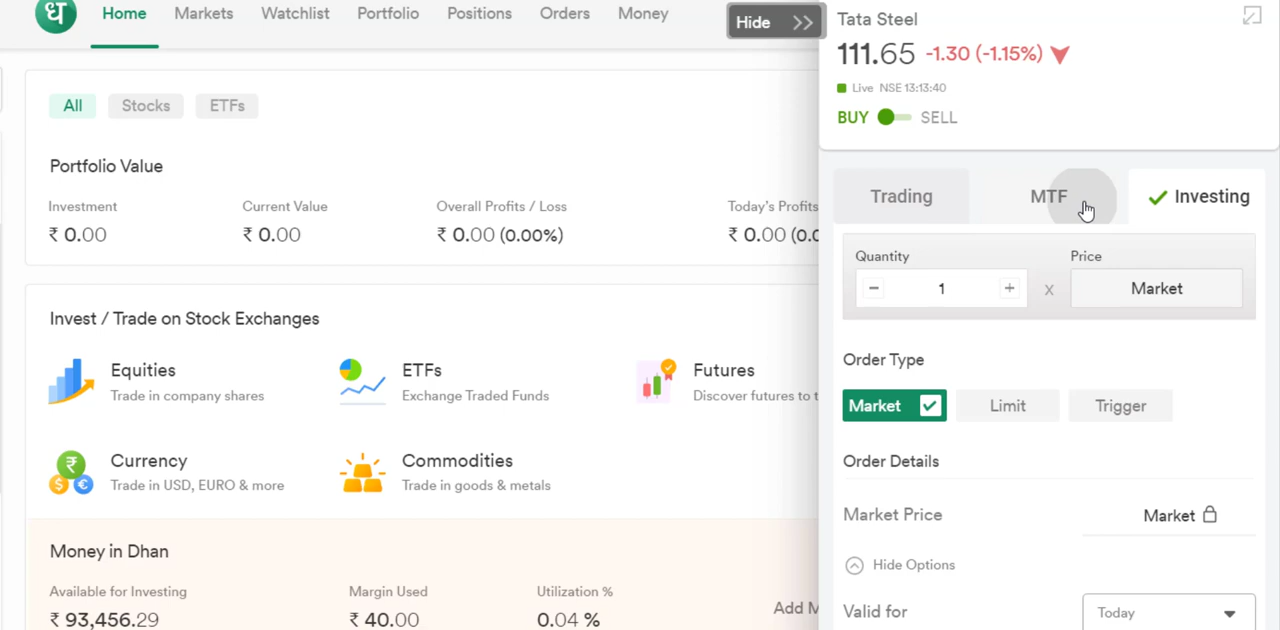 ध
Home Markets Watchlist Portfolio Positions Orders Money
Hide >>
All Stocks ETFs
Portfolio Value
Investment Current Value Overall Profits / Loss Today's Profits
₹ 0.00 ₹ 0.00 ₹ 0.00 (0.00%) ₹ 0.00 (0.0
Invest / Trade on Stock Exchanges
Equities
Trade in company shares
ETFs
Exchange Traded Funds
Futures
Discover futures to t
Currency
Trade in USD, EURO & more
Commodities
Trade in goods & metals
Money in Dhan
Available for Investing Margin Used Utilization %
₹ 93,456.29 ₹ 40.00 0.04 %
Add M
Tata Steel
111.65 -1.30 (-1.15%)
Live NSE 13:13:40
BUY SELL
Trading MTF Investing
Quantity Price
− 1 + x Market
Order Type
Market Limit Trigger
Order Details
Market Price Market
Hide Options
Valid for Today